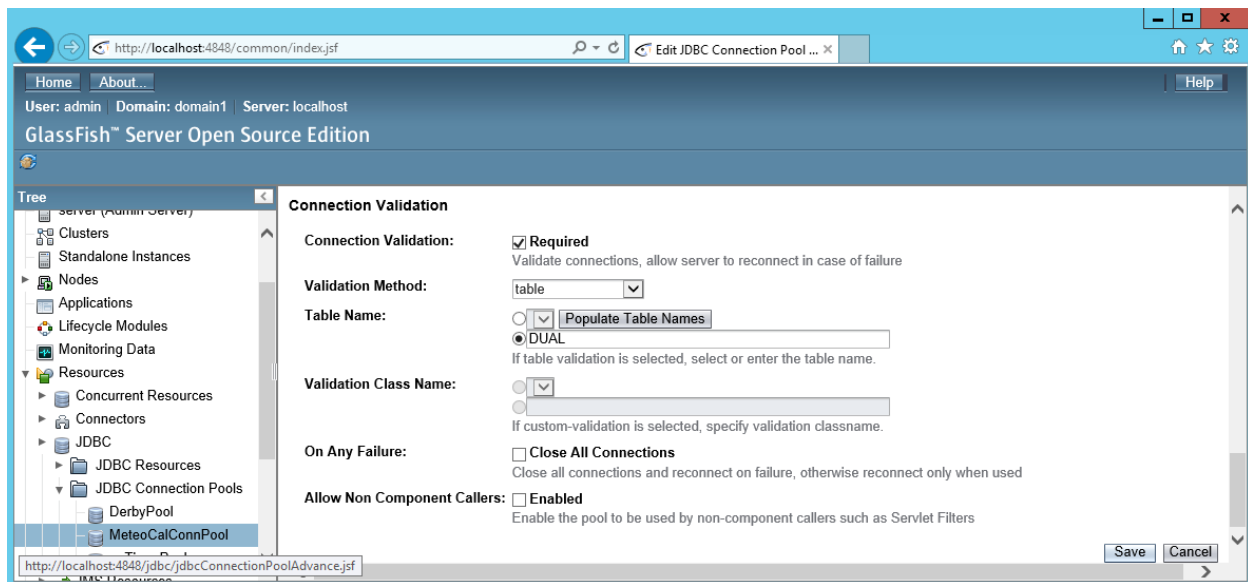 http://localhost:4848/common/index.jsf
Edit JDBC Connection Pool ...
Home About...
Help
User: admin Domain: domain1 Server: localhost
GlassFish™ Server Open Source Edition
Tree
server (Admin Server)
Clusters
Standalone Instances
Nodes
Applications
Lifecycle Modules
Monitoring Data
Resources
Concurrent Resources
Connectors
JDBC
JDBC Resources
JDBC Connection Pools
DerbyPool
MeteoCalConnPool
http://localhost:4848/jdbc/jdbcConnectionPoolAdvance.jsf
JMS Resources
Connection Validation
Connection Validation: Required
Validate connections, allow server to reconnect in case of failure
Validation Method: table
Table Name: Populate Table Names
DUAL
If table validation is selected, select or enter the table name.
Validation Class Name:
If custom-validation is selected, specify validation classname.
On Any Failure: Close All Connections
Close all connections and reconnect on failure, otherwise reconnect only when used
Allow Non Component Callers: Enabled
Enable the pool to be used by non-component callers such as Servlet Filters
Save Cancel